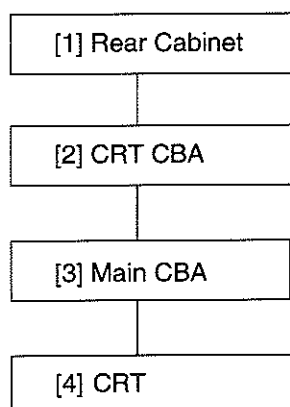 [1] Rear Cabinet
[2] CRT CBA
[3] Main CBA
[4] CRT